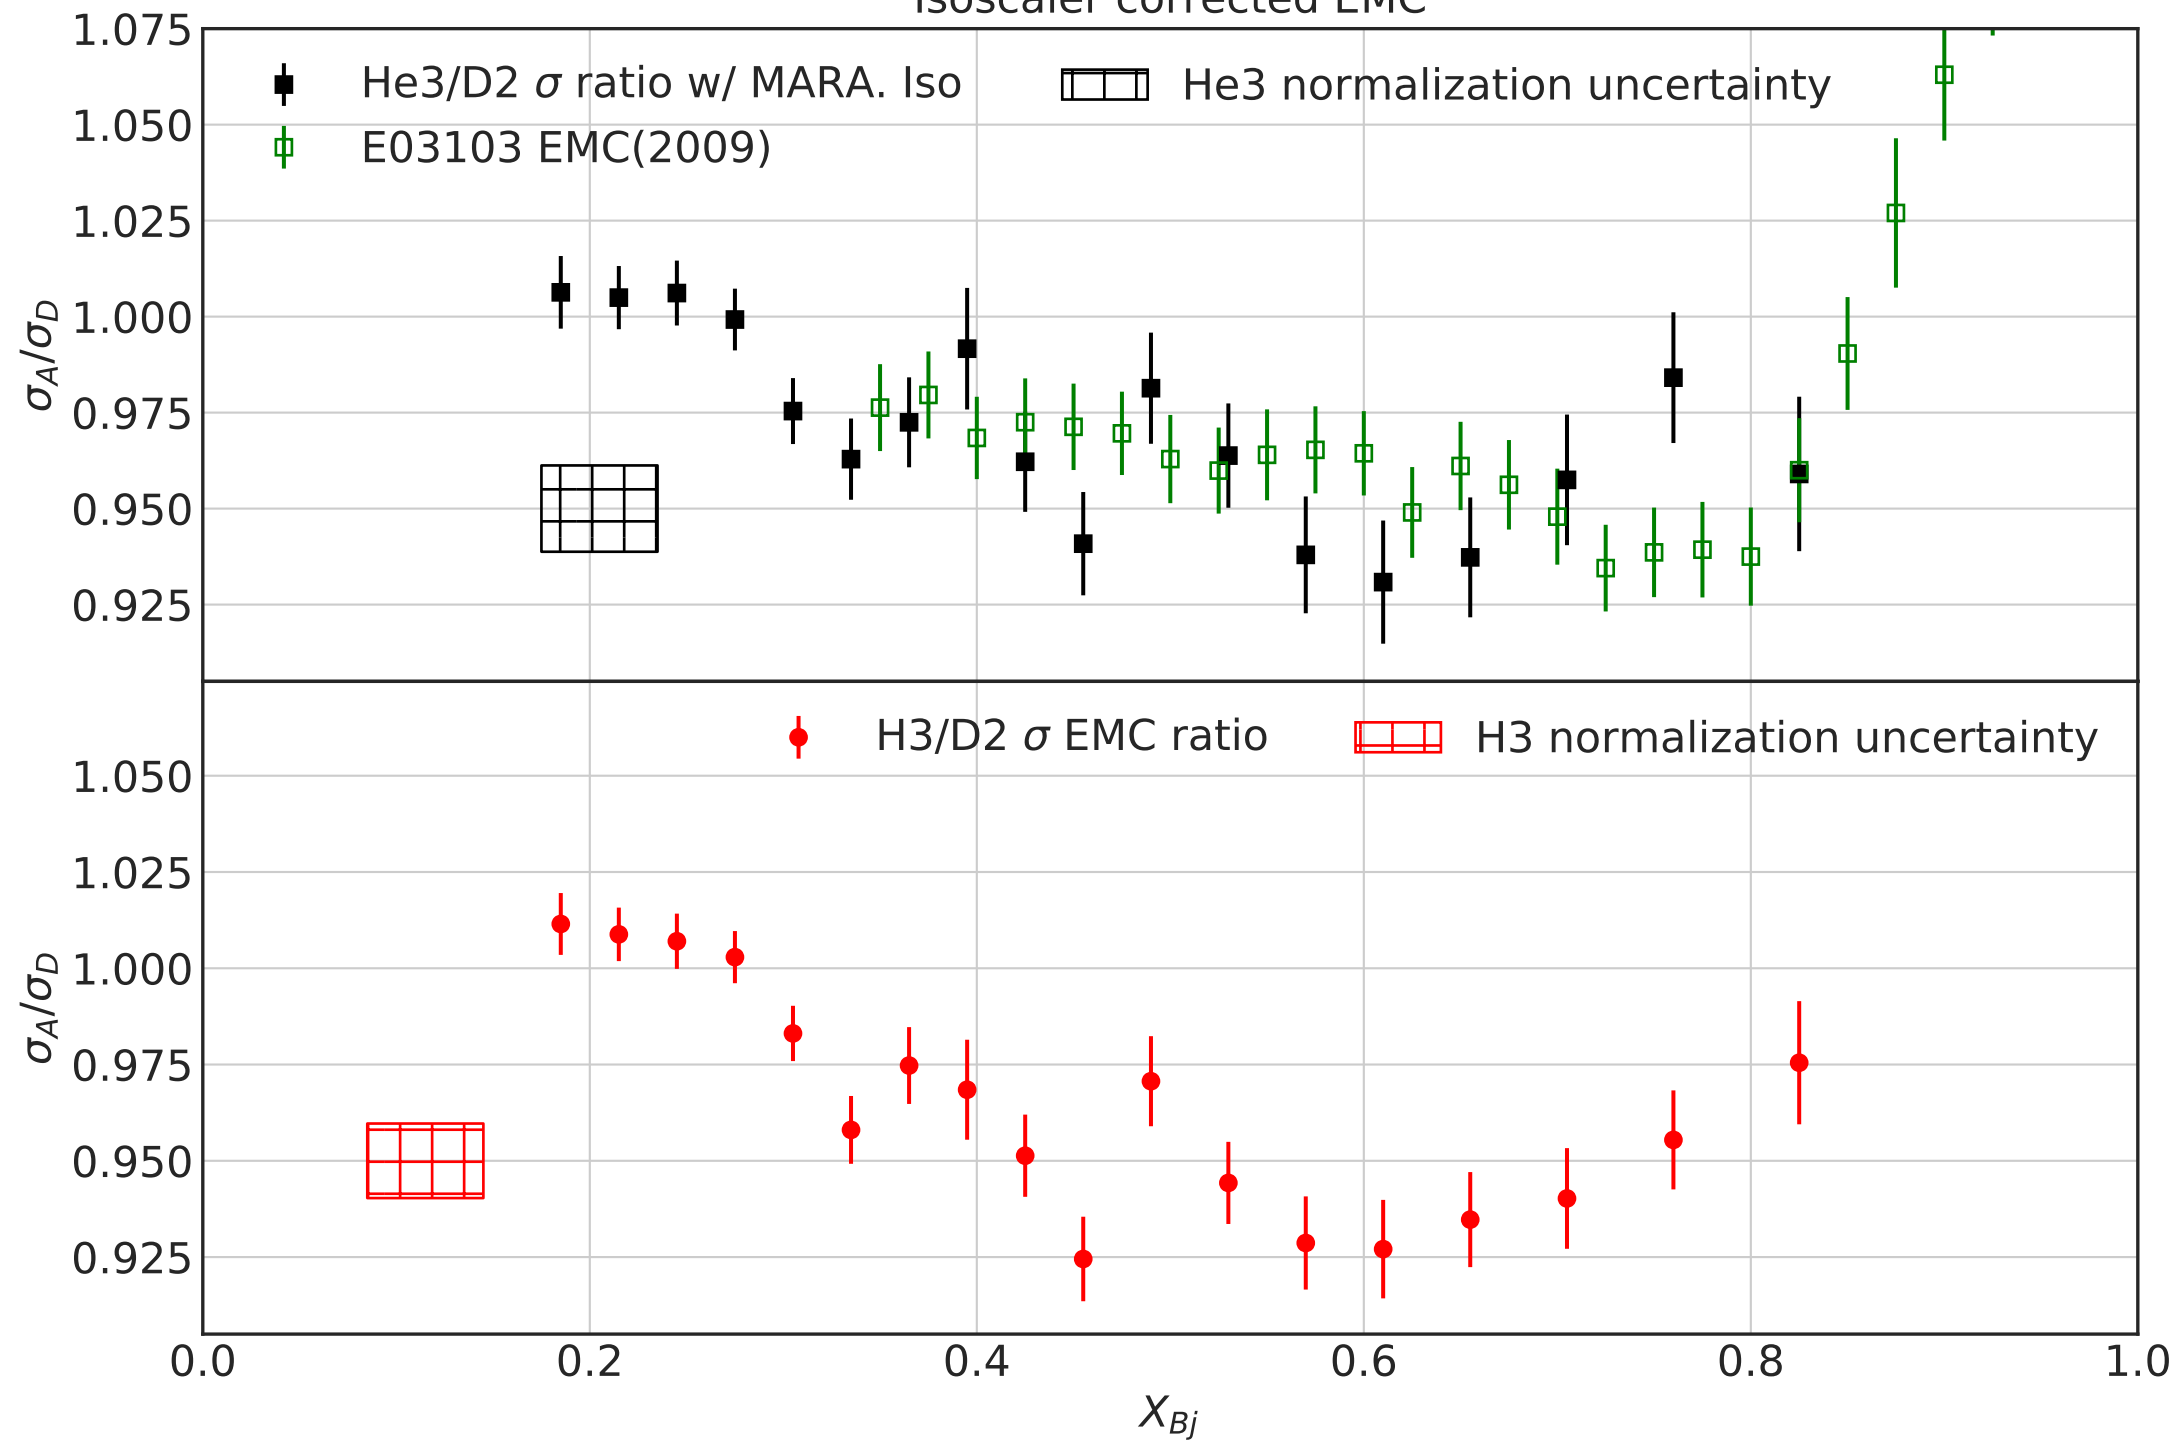 Isoscaler corrected EMC
1.075
He3/D2 σ ratio w/ MARA. Iso
He3 normalization uncertainty
E03103 EMC(2009)
1.050
1.025
1.000
0.975
0.950
0.925
σA/σD
H3/D2 σ EMC ratio
H3 normalization uncertainty
1.050
1.025
1.000
0.975
0.950
0.925
σA/σD
0.0 0.2 0.4 0.6 0.8 1.0
XBj